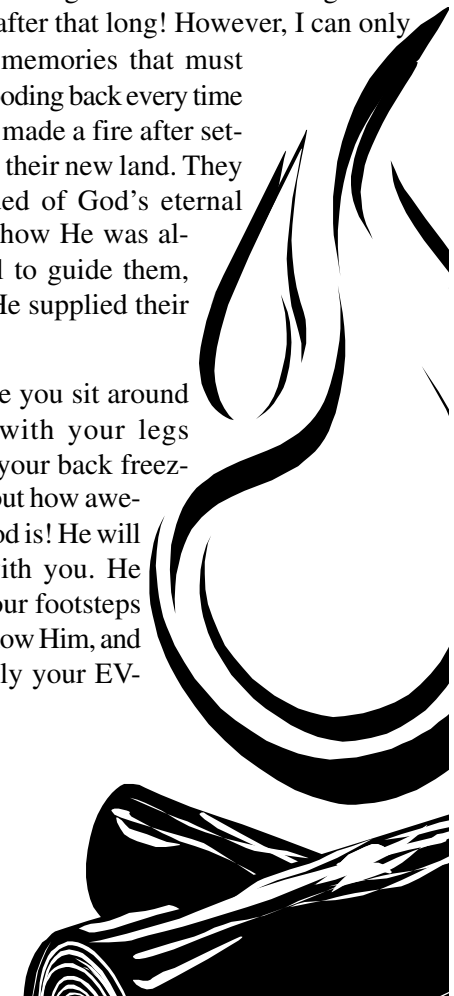 after that long! However, I can only
memories that must
ooding back every time
made a fire after set-
their new land. They
ed of God's eternal
how He was al-
l to guide them,
He supplied their
e you sit around
with your legs
your back freez-
out how awe-
od is! He will
ith you. He
our footsteps
ow Him, and
ly your EV-